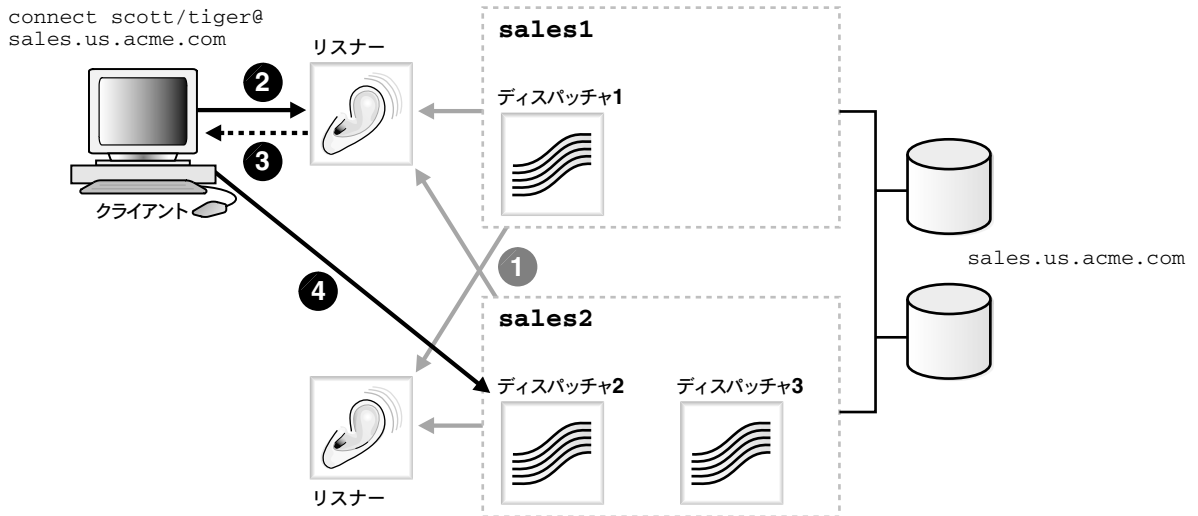 connect scott/tiger@
sales.us.acme.com
リスナー
sales1
ディスパッチャ1
2
3
クライアント
1
sales.us.acme.com
4
sales2
ディスパッチャ2
ディスパッチャ3
リスナー